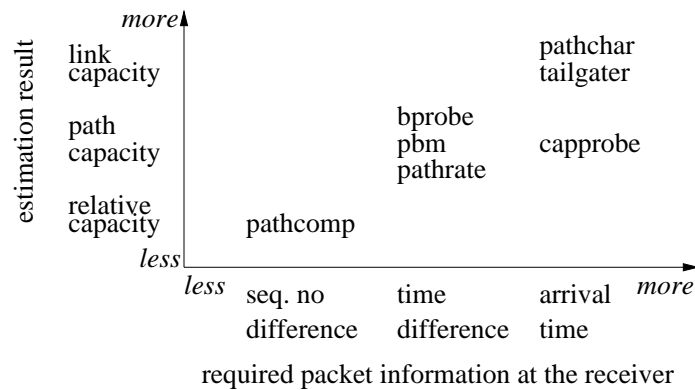 more
link
capacity
pathchar
tailgater
estimation result
path
capacity
bprobe
pbm
pathrate
capprobe
relative
capacity
pathcomp
less
less
more
seq. no
difference
time
difference
arrival
time
required packet information at the receiver